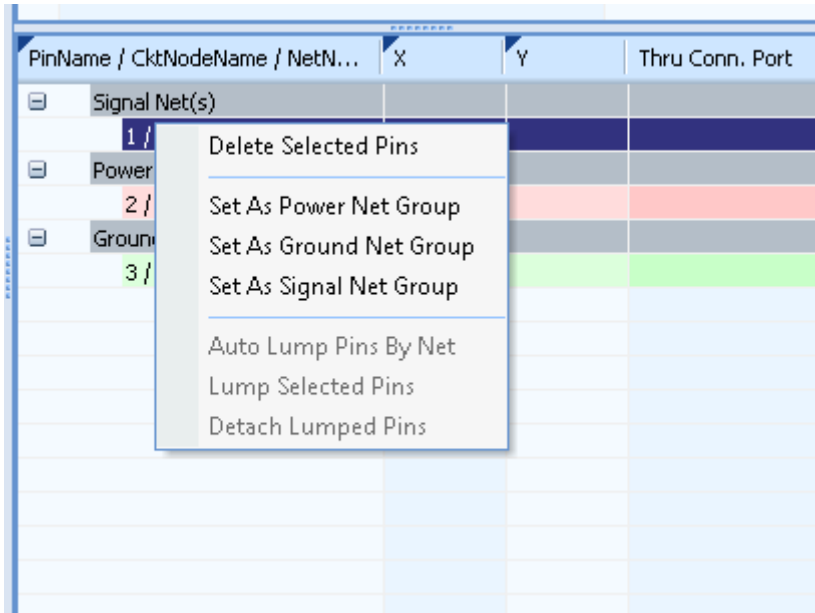 PinName / CktNodeName / NetN... X Y Thru Conn. Port
Signal Net(s)
1 /
Power
2 /
Ground
3 /
Delete Selected Pins
Set As Power Net Group
Set As Ground Net Group
Set As Signal Net Group
Auto Lump Pins By Net
Lump Selected Pins
Detach Lumped Pins